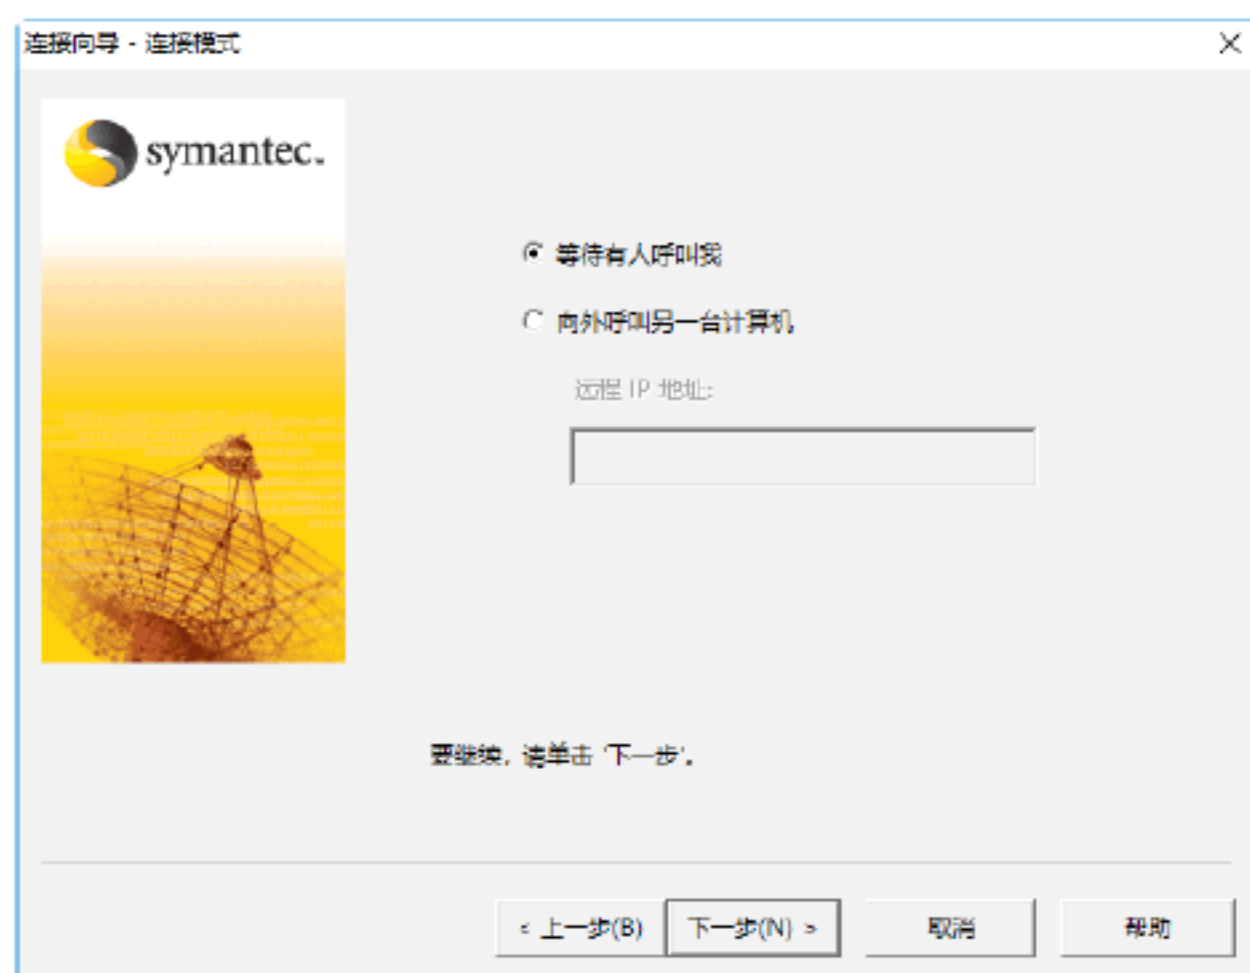 连接向导 - 连接模式
symantec.
等待有人呼叫我
向外呼叫另一台计算机
远程 IP 地址:
要继续, 请单击 '下一步'.
< 上一步(B)
下一步(N) >
取消
帮助